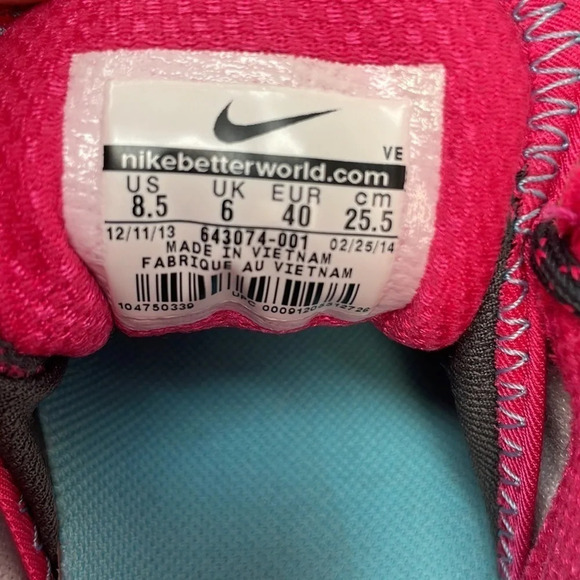 VE
nikebetterworld.com
US UK EUR cm
8.5 6 40 25.5
12/11/13 643074-001 02/25/14
MADE IN VIETNAM
FABRIQUE AU VIETNAM
104750339 UPC